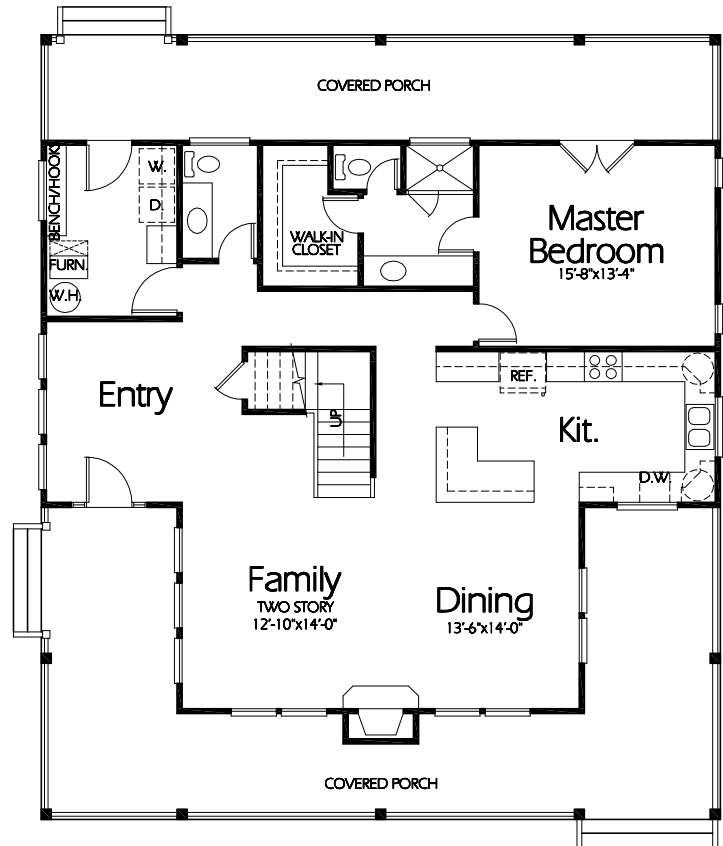 COVERED PORCH
BENCH/HOOK
W.
D.
FURN.
W.H.
WALK-IN
CLOSET
Master
Bedroom
15'-8"x13'-4"
Entry
UP
REF.
Kit.
D.W.
Family
TWO STORY
12'-10"x14'-0"
Dining
13'-6"x14'-0"
COVERED PORCH